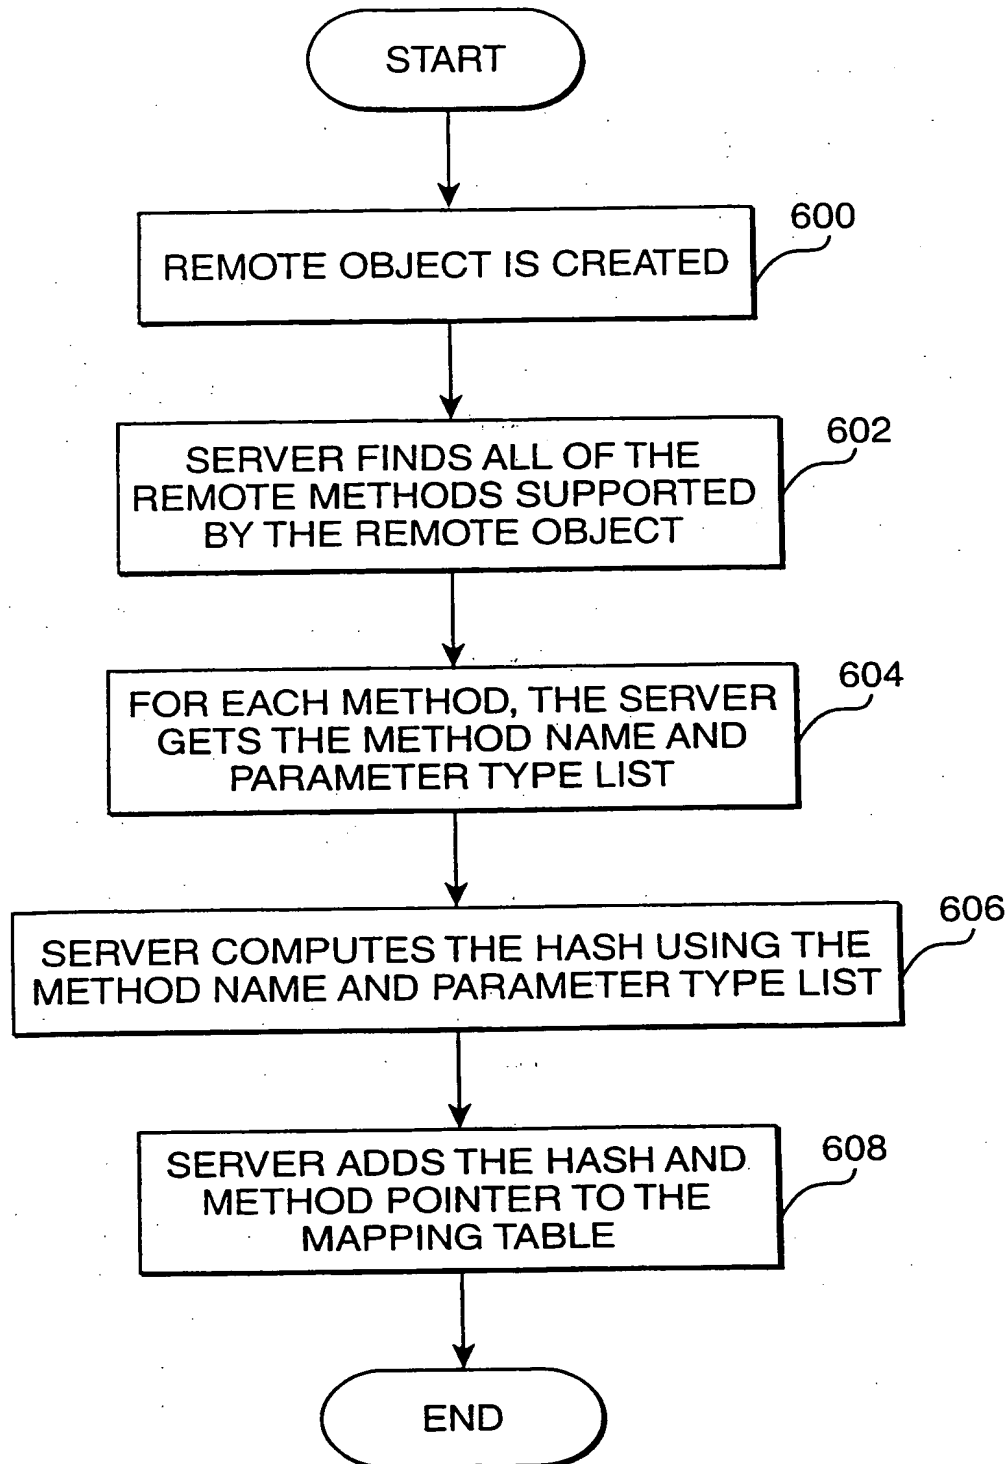 START
600
REMOTE OBJECT IS CREATED
602
SERVER FINDS ALL OF THE
REMOTE METHODS SUPPORTED
BY THE REMOTE OBJECT
604
FOR EACH METHOD, THE SERVER
GETS THE METHOD NAME AND
PARAMETER TYPE LIST
606
SERVER COMPUTES THE HASH USING THE
METHOD NAME AND PARAMETER TYPE LIST
608
SERVER ADDS THE HASH AND
METHOD POINTER TO THE
MAPPING TABLE
END